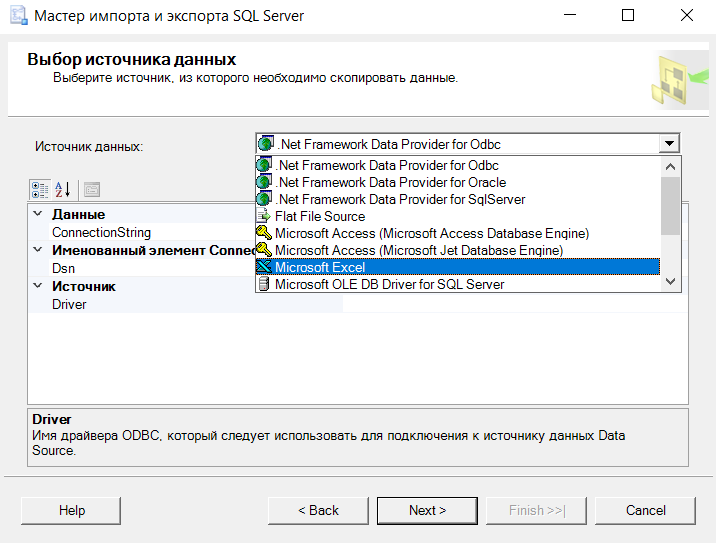 Мастер импорта и экспорта SQL Server
Выбор источника данных
Выберите источник, из которого необходимо скопировать данные.
Источник данных:
.Net Framework Data Provider for Odbc
.Net Framework Data Provider for Odbc
.Net Framework Data Provider for Oracle
.Net Framework Data Provider for SqlServer
Flat File Source
Microsoft Access (Microsoft Access Database Engine)
Microsoft Access (Microsoft Jet Database Engine)
Microsoft Excel
Microsoft OLE DB Driver for SQL Server
Данные
ConnectionString
Именованный элемент Connec
Dsn
Источник
Driver
Driver
Имя драйвера ODBC, который следует использовать для подключения к источнику данных Data
Source.
Help
< Back
Next >
Finish >>|
Cancel